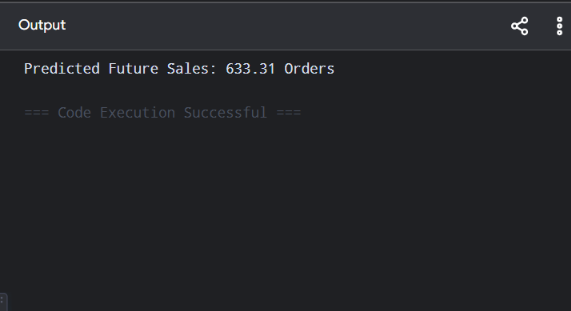 Output
Predicted Future Sales: 633.31 Orders
=== Code Execution Successful ===